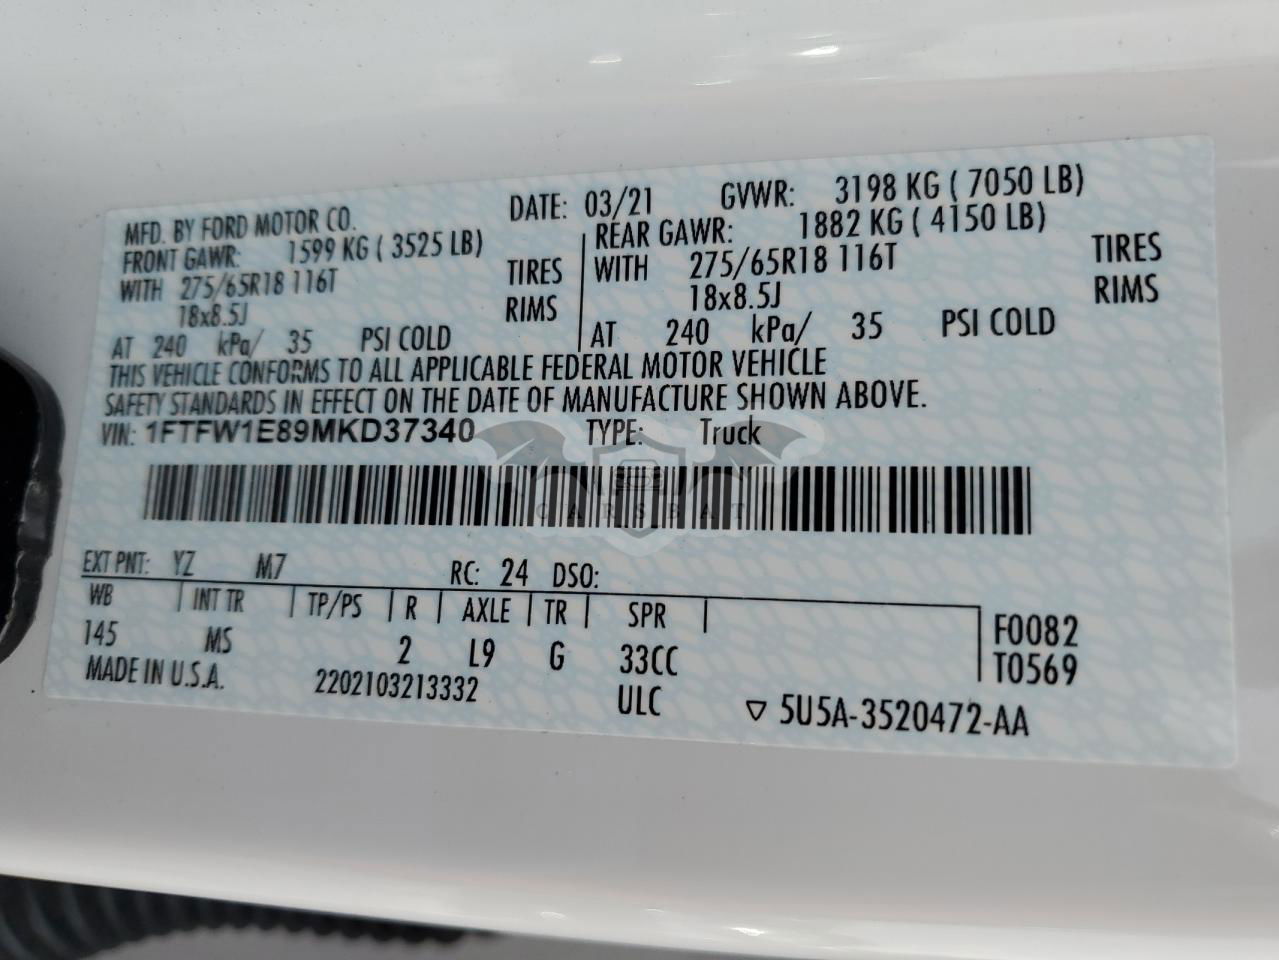 MFD. BY FORD MOTOR CO. DATE: 03/21 GVWR: 3198 KG ( 7050 LB)
FRONT GAWR: 1599 KG ( 3525 LB) REAR GAWR: 1882 KG ( 4150 LB)
WITH 275/65R18 116T TIRES WITH 275/65R18 116T TIRES
18x8.5J RIMS 18x8.5J RIMS
AT 240 kPa/ 35 PSI COLD AT 240 kPa/ 35 PSI COLD
THIS VEHICLE CONFORMS TO ALL APPLICABLE FEDERAL MOTOR VEHICLE
SAFETY STANDARDS IN EFFECT ON THE DATE OF MANUFACTURE SHOWN ABOVE.
VIN: 1FTFW1E89MKD37340 TYPE: Truck
CARSBAT
EXT PNT: YZ M7 RC: 24 DSO:
WB INT TR TP/PS R AXLE TR SPR F0082
145 MS 2 L9 G 33CC T0569
MADE IN U.S.A. 2202103213332 ULC 5U5A-3520472-AA